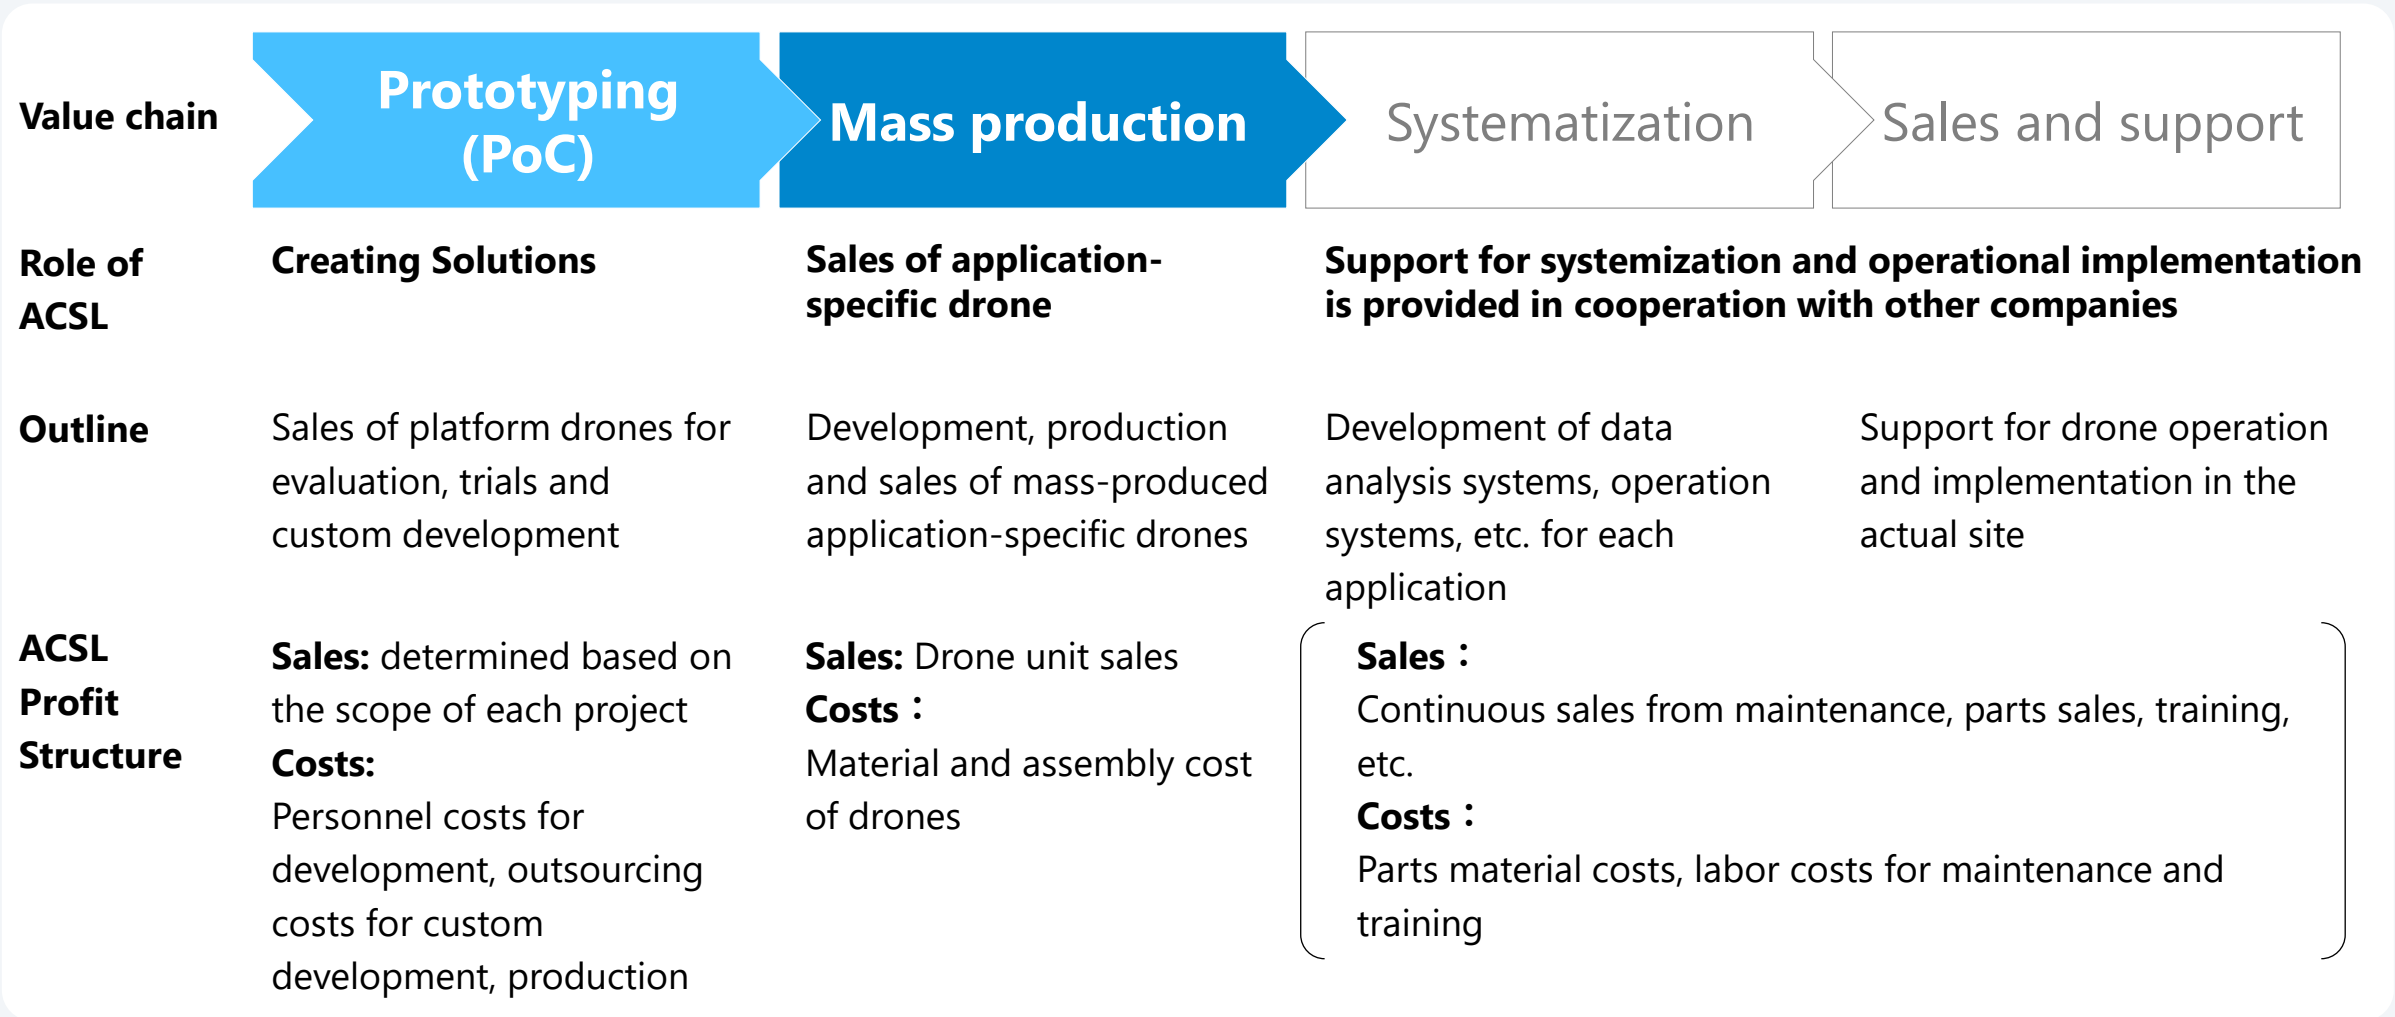 Value chain
Prototyping
(PoC)
Mass production
Systematization
Sales and support
Role of
ACSL
Creating Solutions
Sales of application-
specific drone
Support for systemization and operational implementation
is provided in cooperation with other companies
Outline
Sales of platform drones for
evaluation, trials and
custom development
Development, production
and sales of mass-produced
application-specific drones
Development of data
analysis systems, operation
systems, etc. for each
application
Support for drone operation
and implementation in the
actual site
ACSL
Profit
Structure
Sales: determined based on
the scope of each project
Costs:
Personnel costs for
development, outsourcing
costs for custom
development, production
Sales: Drone unit sales
Costs：
Material and assembly cost
of drones
Sales：
Continuous sales from maintenance, parts sales, training,
etc.
Costs：
Parts material costs, labor costs for maintenance and
training